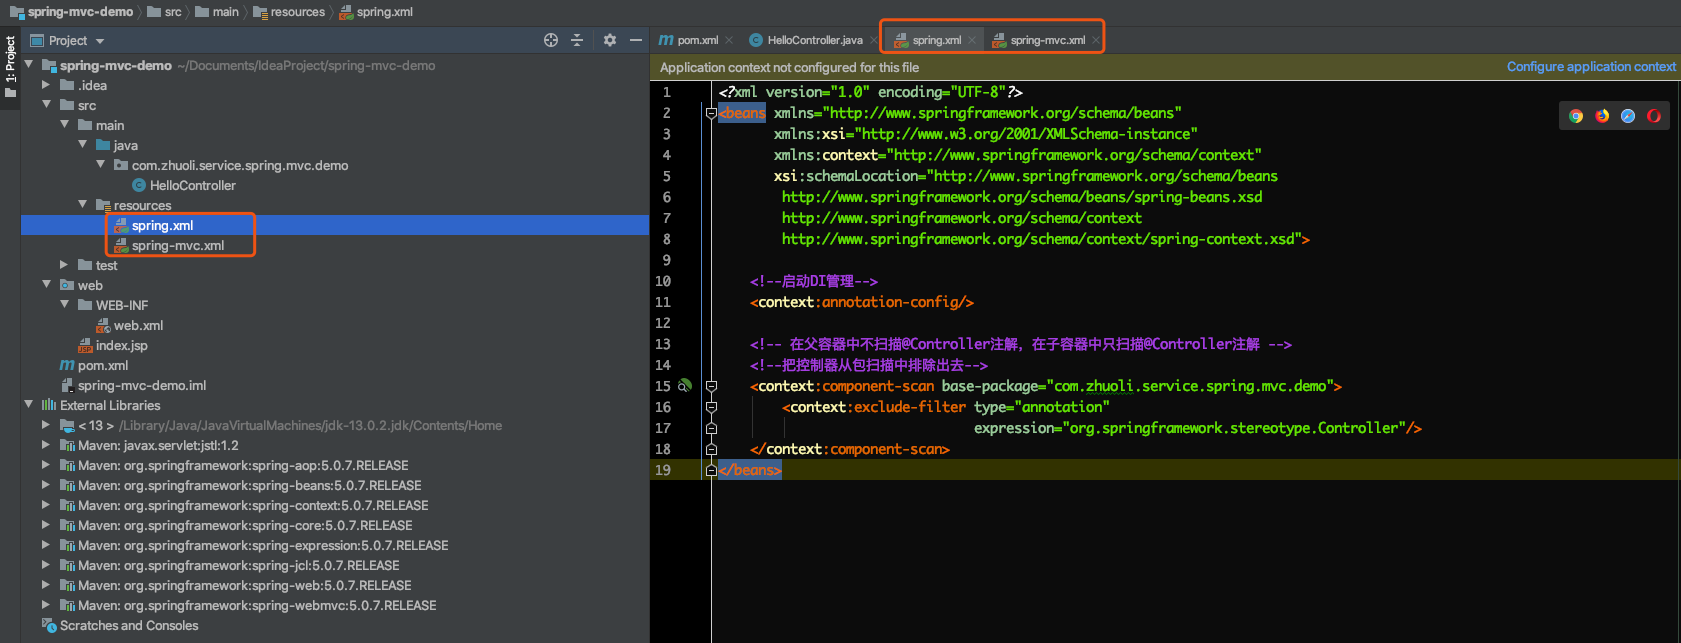 spring-mvc-demo src main resources spring.xml
1: Project
Project
spring-mvc-demo ~/Documents/IdeaProject/spring-mvc-demo
.idea
src
main
java
com.zhuoli.service.spring.mvc.demo
HelloController
resources
spring.xml
spring-mvc.xml
test
web
WEB-INF
web.xml
index.jsp
pom.xml
spring-mvc-demo.iml
External Libraries
< 13 > /Library/Java/JavaVirtualMachines/jdk-13.0.2.jdk/Contents/Home
Maven: javax.servlet:jstl:1.2
Maven: org.springframework:spring-aop:5.0.7.RELEASE
Maven: org.springframework:spring-beans:5.0.7.RELEASE
Maven: org.springframework:spring-context:5.0.7.RELEASE
Maven: org.springframework:spring-core:5.0.7.RELEASE
Maven: org.springframework:spring-expression:5.0.7.RELEASE
Maven: org.springframework:spring-jcl:5.0.7.RELEASE
Maven: org.springframework:spring-web:5.0.7.RELEASE
Maven: org.springframework:spring-webmvc:5.0.7.RELEASE
Scratches and Consoles
pom.xml HelloController.java spring.xml spring-mvc.xml
Application context not configured for this file Configure application context
1 <?xml version="1.0" encoding="UTF-8"?>
2 <beans xmlns="http://www.springframework.org/schema/beans"
3 xmlns:xsi="http://www.w3.org/2001/XMLSchema-instance"
4 xmlns:context="http://www.springframework.org/schema/context"
5 xsi:schemaLocation="http://www.springframework.org/schema/beans
6 http://www.springframework.org/schema/beans/spring-beans.xsd
7 http://www.springframework.org/schema/context
8 http://www.springframework.org/schema/context/spring-context.xsd">
9
10 <!--启动DI管理-->
11 <context:annotation-config/>
12
13 <!-- 在父容器中不扫描@Controller注解，在子容器中只扫描@Controller注解 -->
14 <!--把控制器从包扫描中排除出去-->
15 <context:component-scan base-package="com.zhuoli.service.spring.mvc.demo">
16 <context:exclude-filter type="annotation"
17 expression="org.springframework.stereotype.Controller"/>
18 </context:component-scan>
19 </beans>